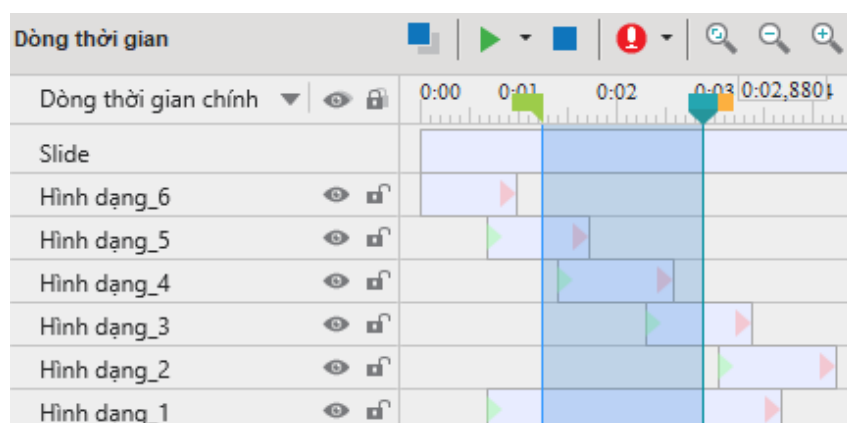 Dòng thời gian
Dòng thời gian chính 0:00 0:01 0:02 0:03 0:02,880
Slide
Hình dạng_6
Hình dạng_5
Hình dạng_4
Hình dạng_3
Hình dạng_2
Hình dạng_1